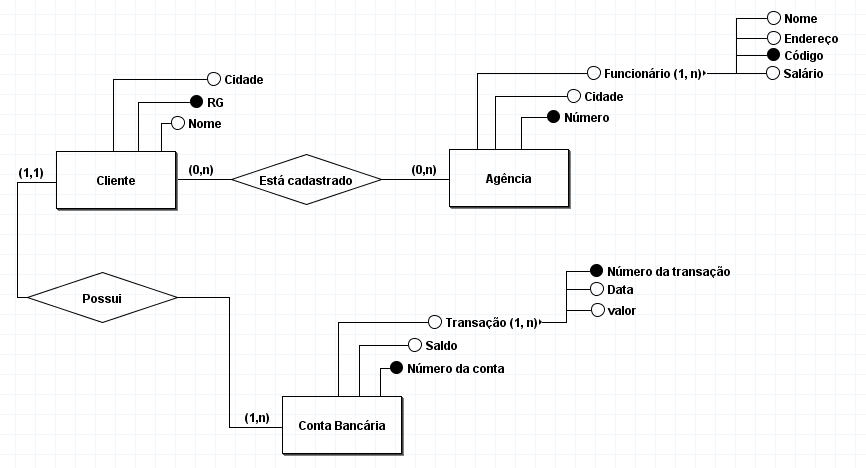 Nome
Endereço
Código
Salário
Funcionário (1, n)
Cidade
Número
Cidade
RG
Nome
(1,1)
Cliente
(0,n)
Está cadastrado
(0,n)
Agência
Possui
Número da transação
Data
valor
Transação (1, n)
Saldo
Número da conta
(1,n)
Conta Bancária